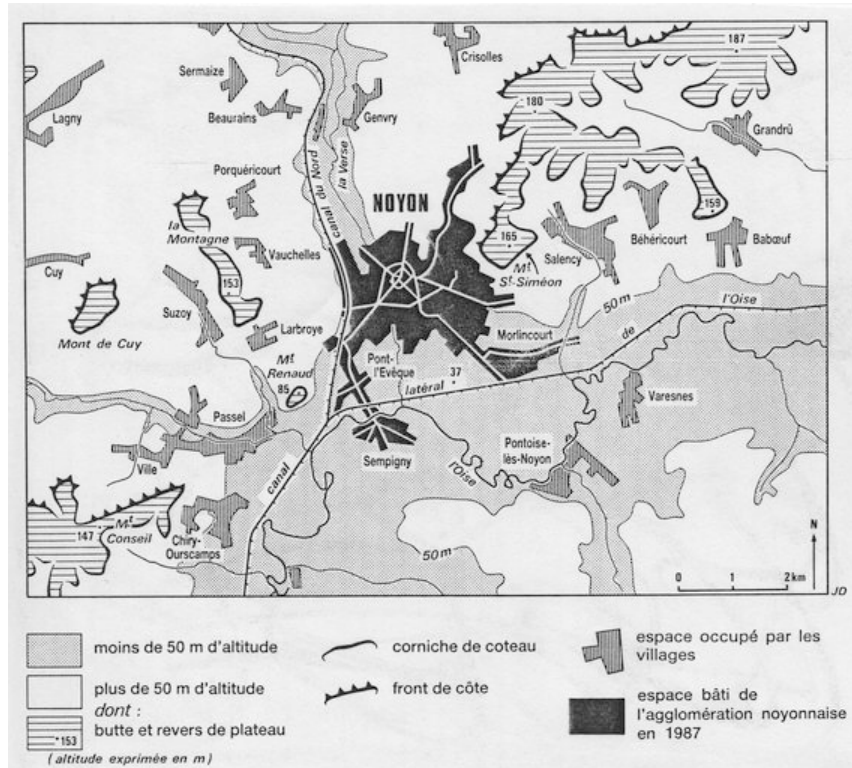 187
Crisolles
Sermaize
180
Beaurains
Genvry
Lagny
Grandrû
canal du Nord
la Verse
Porquéricourt
NOYON
159
la
Montagne
165
Salency
Béhéricourt
Babœuf
Vauchelles
Mt
St-Siméon
Cuy
153
50 m
l'Oise
Suzoy
de
Larbroye
Morlincourt
Mont de Cuy
Mt
Renaud
85
Pont-
l'Evêque
37
latéral
Varesnes
Passel
Pontoise-
lès-Noyon
Ville
Sempigny
l'Oise
canal
Mt
Conseil
147
Chiry-
Ourscamps
50 m
N
0 1 2 km
JD
moins de 50 m d'altitude
corniche de coteau
espace occupé par les
villages
plus de 50 m d'altitude
dont :
front de côte
butte et revers de plateau
153
espace bâti de
l'agglomération noyonnaise
en 1987
(altitude exprimée en m)